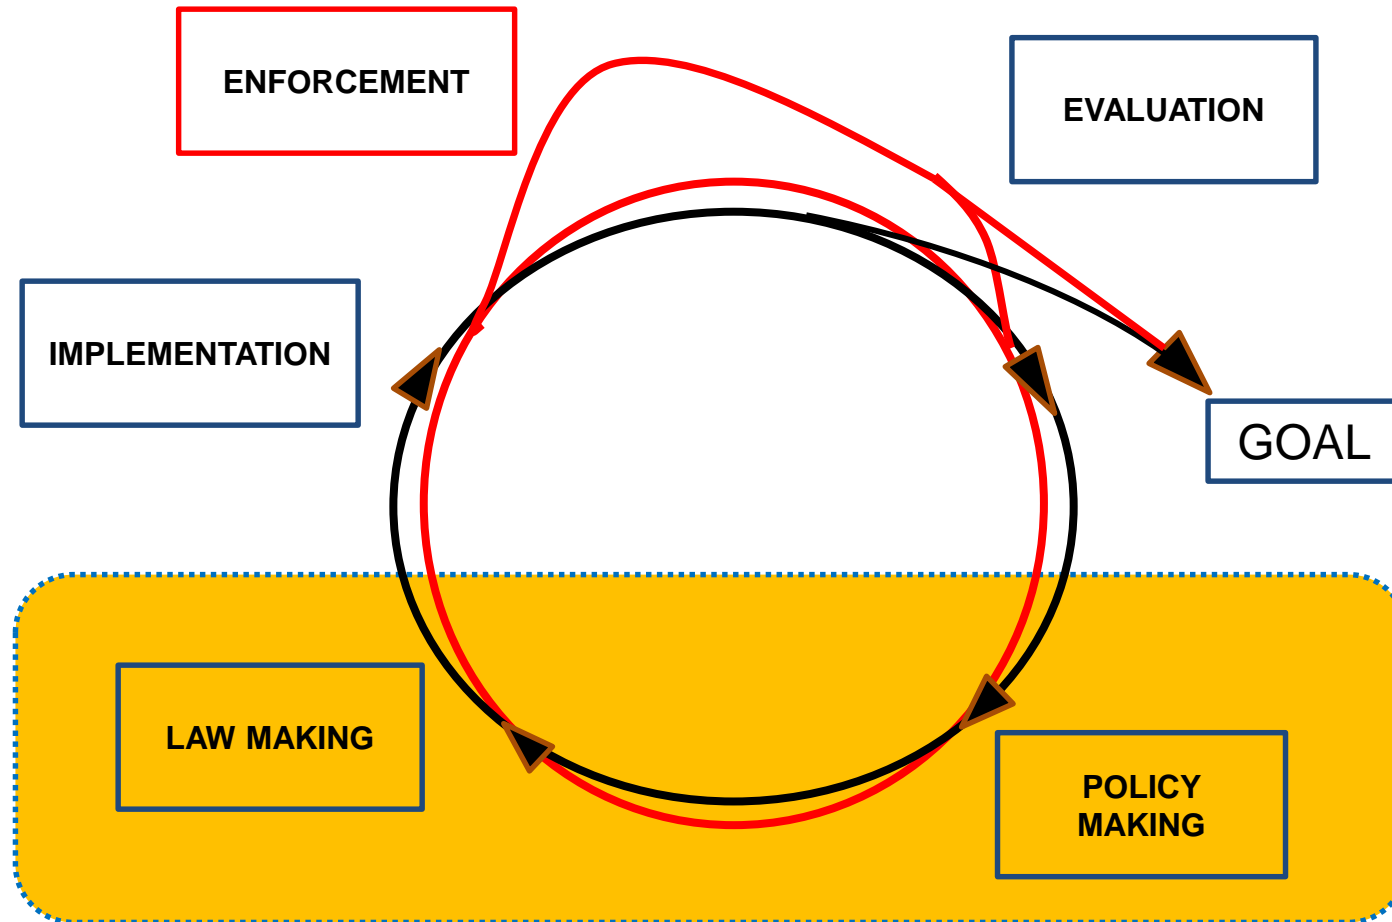 ENFORCEMENT
EVALUATION
IMPLEMENTATION
GOAL
LAW MAKING
POLICY
MAKING